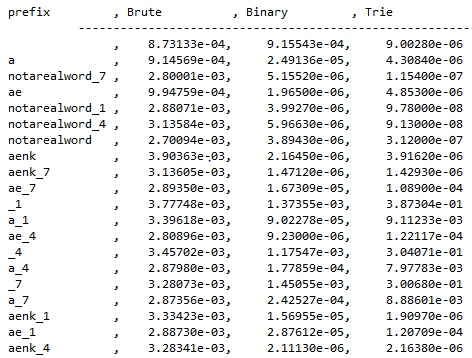 prefix , Brute , Binary , Trie
------------------------------------------------------
, 8.73133e-04, 9.15543e-04, 9.00280e-06
a , 9.14569e-04, 2.49136e-05, 4.30840e-06
notarealword_7 , 2.80001e-03, 5.15520e-06, 1.15400e-07
ae , 9.94759e-04, 1.96500e-06, 4.85300e-06
notarealword_1 , 2.88071e-03, 3.99270e-06, 9.78000e-08
notarealword_4 , 3.13584e-03, 5.96630e-06, 9.13000e-08
notarealword , 2.70094e-03, 3.89430e-06, 3.12000e-07
aenk , 3.90363e-03, 2.16450e-06, 3.91620e-06
aenk_7 , 3.13605e-03, 1.47120e-06, 1.42930e-06
ae_7 , 2.89350e-03, 1.67309e-05, 1.08900e-04
_1 , 3.77748e-03, 1.37355e-03, 3.87304e-01
a_1 , 3.39618e-03, 9.02278e-05, 9.11233e-03
ae_4 , 2.80896e-03, 9.23000e-06, 1.22117e-04
_4 , 3.45702e-03, 1.17547e-03, 3.04071e-01
a_4 , 2.87980e-03, 1.77859e-04, 7.97783e-03
_7 , 3.28073e-03, 1.45055e-03, 3.00680e-01
a_7 , 2.87356e-03, 2.42527e-04, 8.88601e-03
aenk_1 , 3.33423e-03, 1.56955e-05, 1.90970e-06
ae_1 , 2.88730e-03, 2.87612e-05, 1.20709e-04
aenk_4 , 3.28341e-03, 2.11130e-06, 2.16380e-06